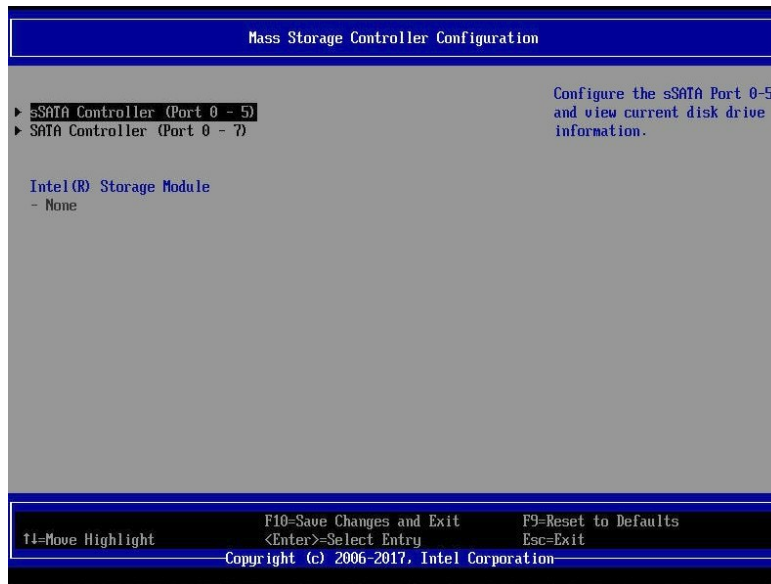 Mass Storage Controller Configuration
sSATA Controller (Port 0 - 5)
SATA Controller (Port 0 - 7)
Intel(R) Storage Module
- None
Configure the sSATA Port 0-5
and view current disk drive
information.
F10=Save Changes and Exit F9=Reset to Defaults
↑↓=Move Highlight <Enter>=Select Entry Esc=Exit
Copyright (c) 2006-2017, Intel Corporation